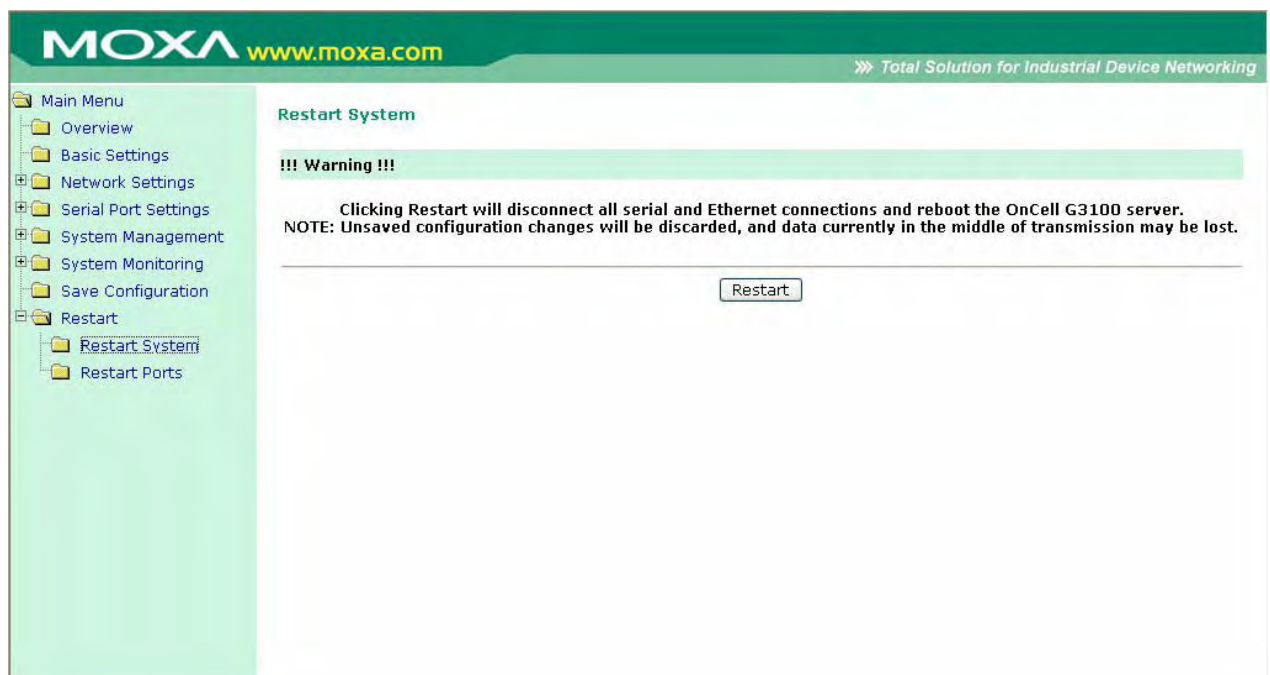 MOXA www.moxa.com
Total Solution for Industrial Device Networking
Main Menu
Overview
Basic Settings
Network Settings
Serial Port Settings
System Management
System Monitoring
Save Configuration
Restart
Restart System
Restart Ports
Restart System
!!! Warning !!!
Clicking Restart will disconnect all serial and Ethernet connections and reboot the OnCell G3100 server.
NOTE: Unsaved configuration changes will be discarded, and data currently in the middle of transmission may be lost.
Restart